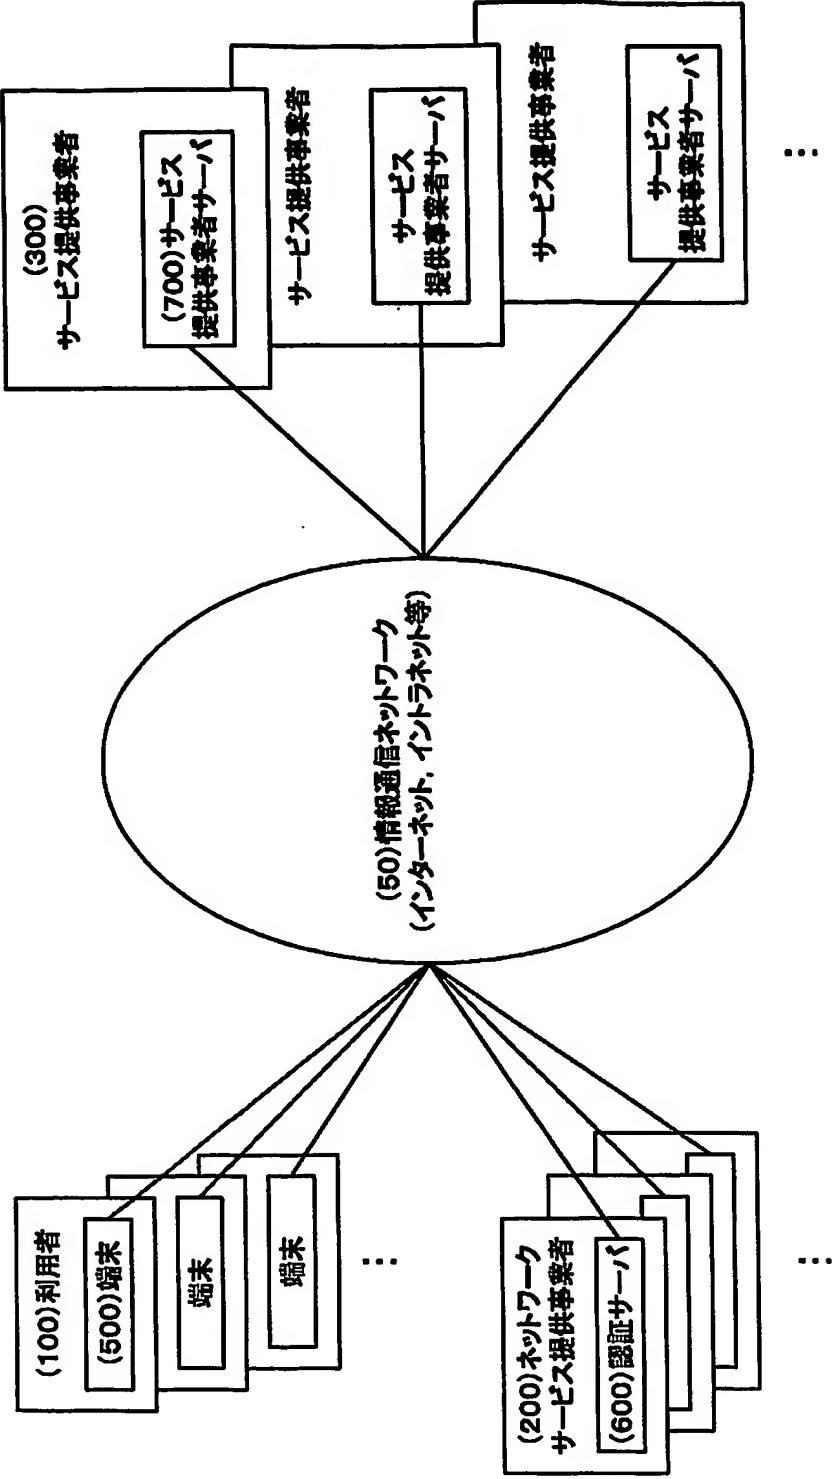 (100)利用者
(500)端末
端末
端末
…
(200)ネットワーク
サービス提供事業者
(600)認証サーバ
…
(50)情報通信ネットワーク
(インターネット, イントラネット等)
(300)
サービス提供事業者
(700)サービス
提供事業者サーバ
サービス提供事業者
サービス
提供事業者サーバ
サービス提供事業者
サービス
提供事業者サーバ
…